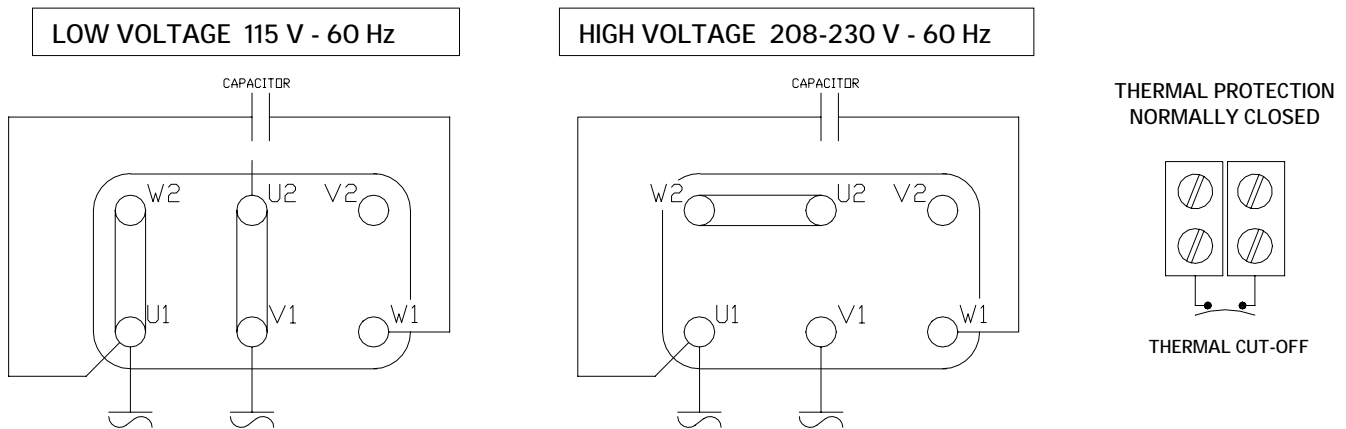 LOW VOLTAGE 115 V - 60 Hz
CAPACITOR
W2 U2 V2
U1 V1 W1
HIGH VOLTAGE 208-230 V - 60 Hz
CAPACITOR
W2 U2 V2
U1 V1 W1
THERMAL PROTECTION
NORMALLY CLOSED
THERMAL CUT-OFF